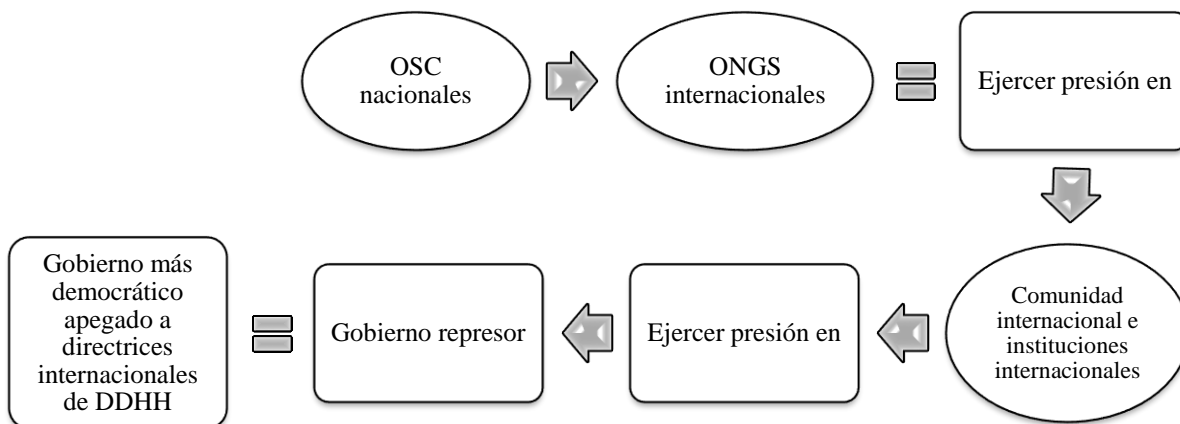 OSC
nacionales
ONGS
internacionales
Ejercer presión en
Comunidad
internacional e
instituciones
internacionales
Ejercer presión en
Gobierno represor
Gobierno más
democrático
apegado a
directrices
internacionales
de DDHH